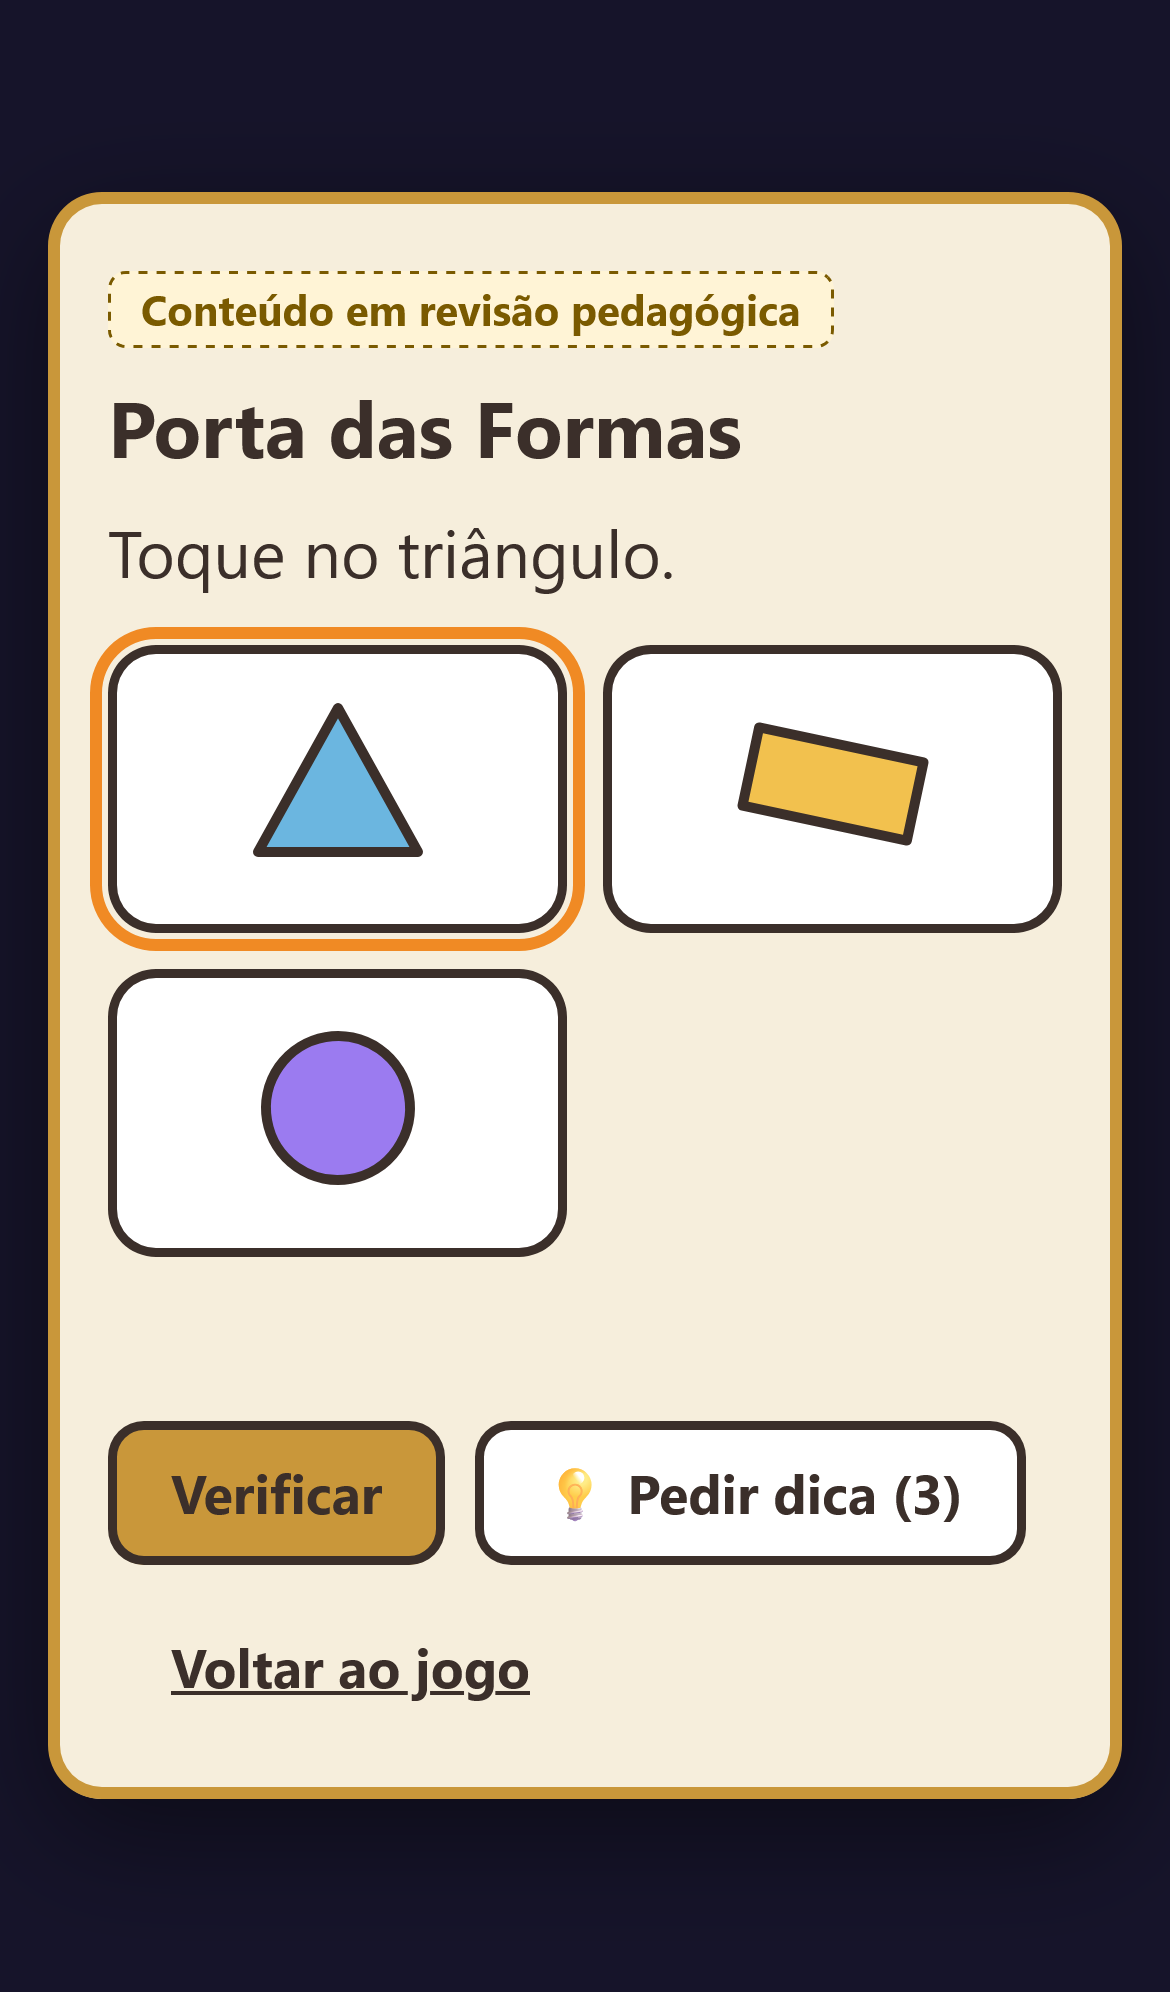 Conteúdo em revisão pedagógica
Porta das Formas
Toque no triângulo.
Verificar
Pedir dica (3)
Voltar ao jogo